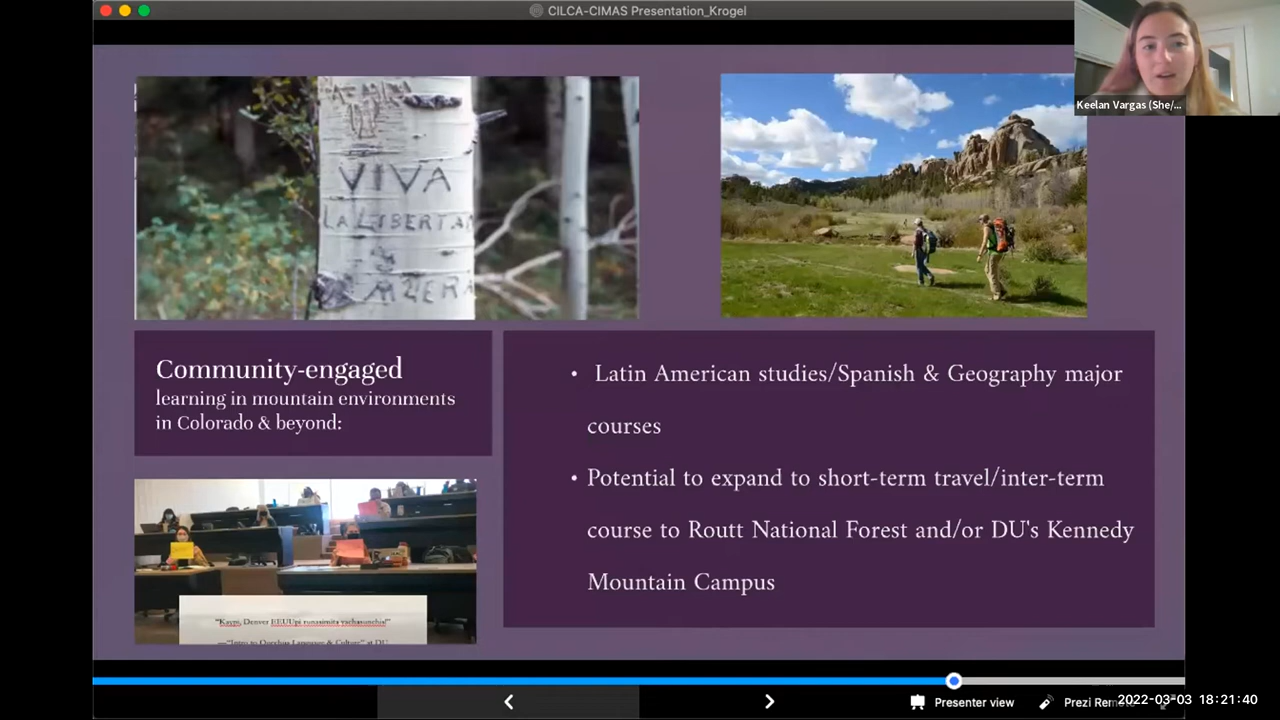 CILCA-CIMAS Presentation_Krogel
Keelan Vargas (She/...
VIVA
LA LIBERTA
Community-engaged
learning in mountain environments
in Colorado & beyond:
• Latin American studies/Spanish & Geography major
courses
• Potential to expand to short-term travel/inter-term
course to Routt National Forest and/or DU's Kennedy
Mountain Campus
"Kaypi, Denver EEUUpi runasimita yachasunchis!"
—"Intro to Quechua Language & Culture" at DU
Presenter view
Prezi Remo
2022-03-03 18:21:40